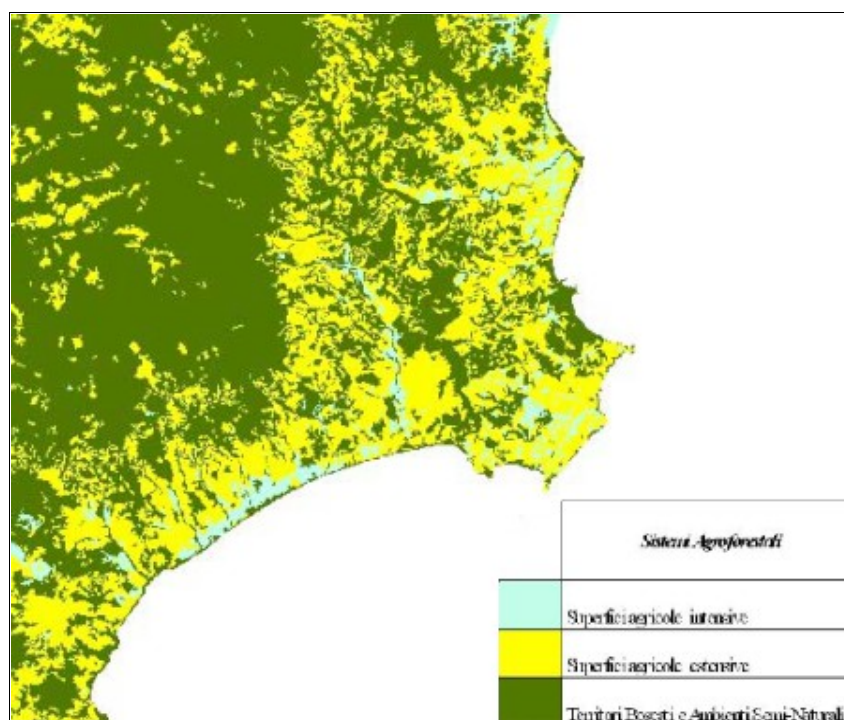 Sistemi Agroforestali
Superfici agricole intensive
Superfici agricole estensive
Territori Boscati e Ambienti Semi-Naturali